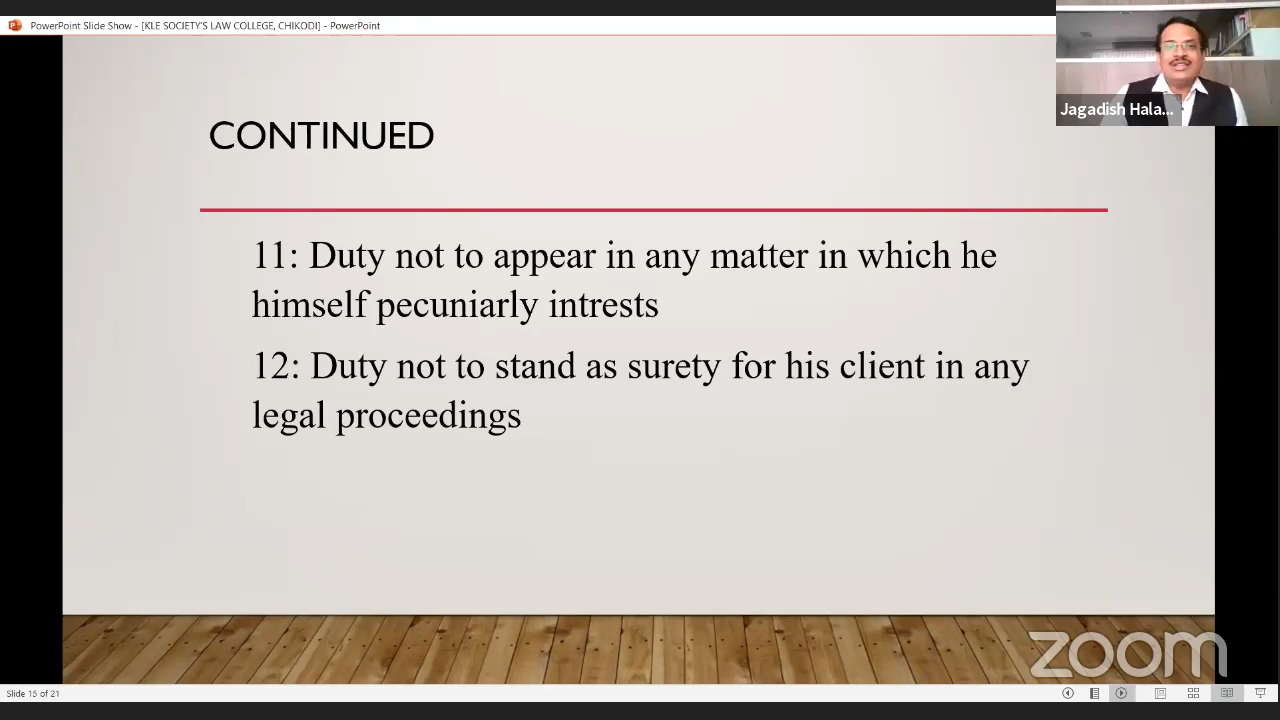 PowerPoint Slide Show - [KLE SOCIETY'S LAW COLLEGE, CHIKODI] - PowerPoint
Jagadish Hala...
CONTINUED
11: Duty not to appear in any matter in which he
himself pecuniarly intrests
12: Duty not to stand as surety for his client in any
legal proceedings
zoom
Slide 15 of 21